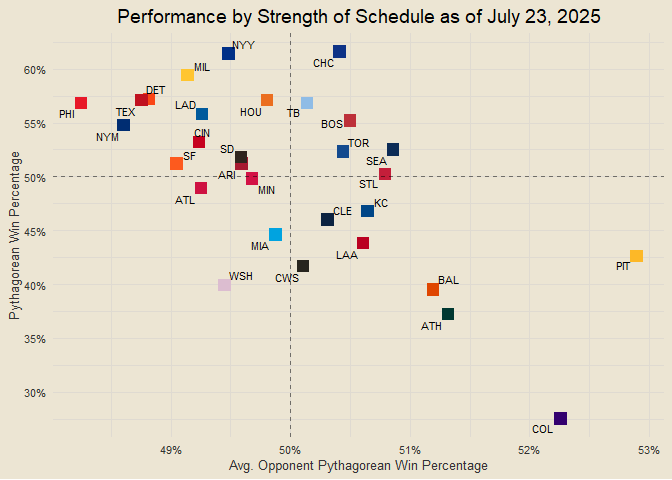 Performance by Strength of Schedule as of July 23, 2025
Pythagorean Win Percentage
60%
55%
50%
45%
40%
35%
30%
NYY
CHC
MIL
DET
PHI
TEX
LAD
HOU
TB
NYM
BOS
CIN
TOR
SF
SD
SEA
ARI
STL
MIN
ATL
KC
CLE
MIA
LAA
PIT
WSH
CWS
BAL
ATH
COL
49%
50%
51%
52%
53%
Avg. Opponent Pythagorean Win Percentage